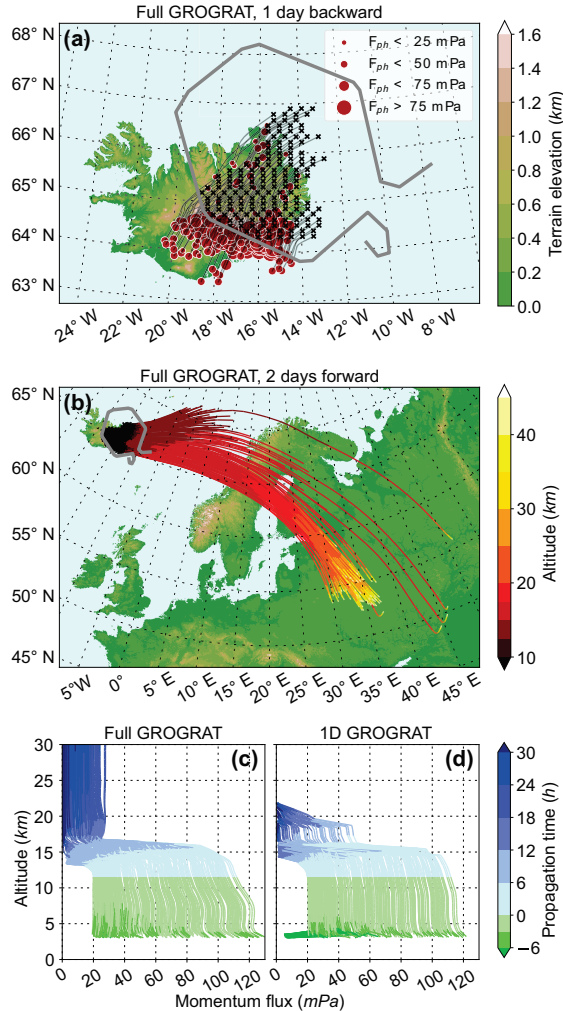 Full GROGRAT, 1 day backward
68° N
67° N
66° N
65° N
64° N
63° N
(a)
F_ph < 25 mPa
F_ph < 50 mPa
F_ph < 75 mPa
F_ph > 75 mPa
24° W
22° W
20° W
18° W
16° W
14° W
12° W
10° W
8° W
1.6
1.4
1.2
1.0
0.8
0.6
0.4
0.2
0.0
Terrain elevation (km)
Full GROGRAT, 2 days forward
65° N
60° N
55° N
50° N
45° N
(b)
5° W
0°
5° E
10° E
15° E
20° E
25° E
30° E
35° E
40° E
45° E
40
30
20
10
Altitude (km)
Full GROGRAT
1D GROGRAT
(c)
(d)
30
25
20
15
10
5
0
Altitude (km)
0
20
40
60
80
100
120
0
20
40
60
80
100
120
Momentum flux (mPa)
30
24
18
12
6
3
0
−3
−6
Propagation time (h)